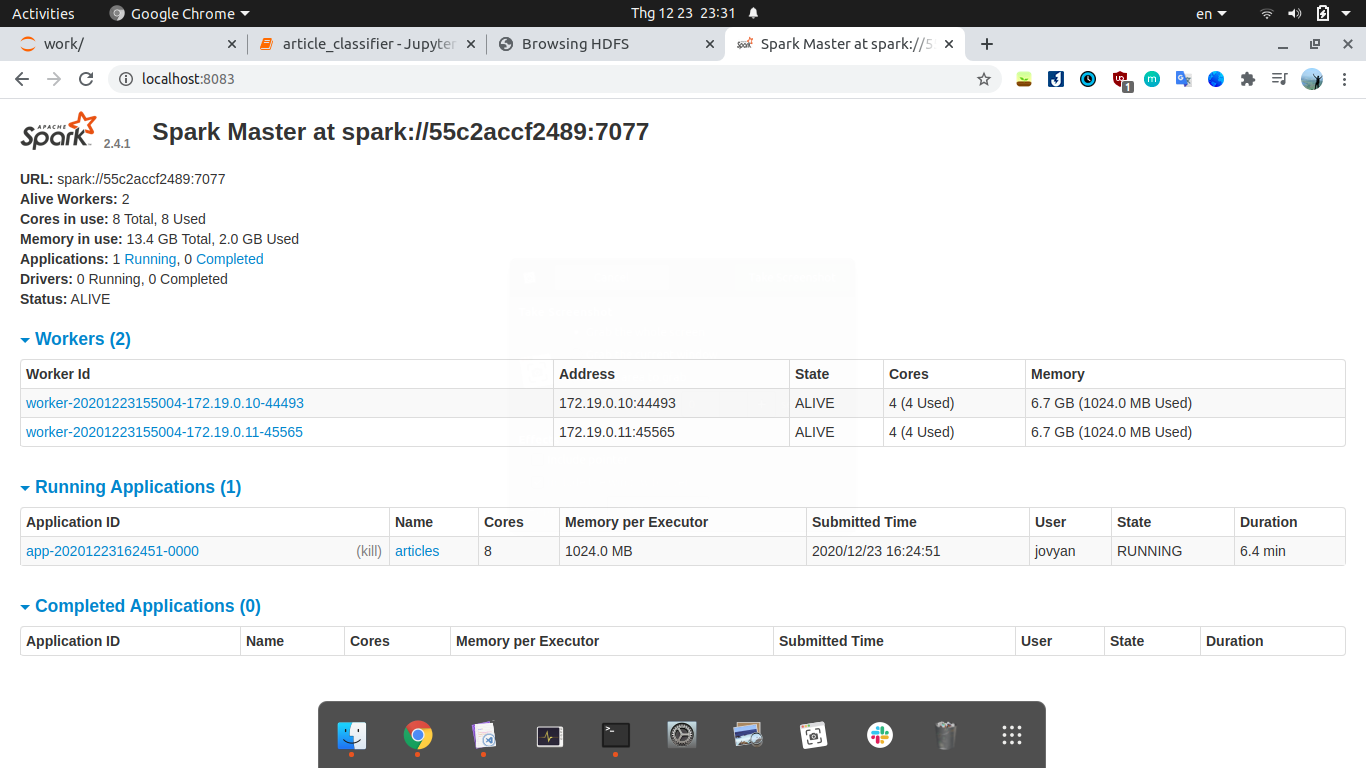 Activities Google Chrome Thg 12 23 23:31 en
work/ article_classifier - Jupyter Browsing HDFS Spark Master at spark://5
localhost:8083
1
APACHE Spark 2.4.1 Spark Master at spark://55c2accf2489:7077
URL: spark://55c2accf2489:7077
Alive Workers: 2
Cores in use: 8 Total, 8 Used
Memory in use: 13.4 GB Total, 2.0 GB Used
Applications: 1 Running, 0 Completed
Drivers: 0 Running, 0 Completed
Status: ALIVE
Workers (2)
Worker Id Address State Cores Memory
worker-20201223155004-172.19.0.10-44493 172.19.0.10:44493 ALIVE 4 (4 Used) 6.7 GB (1024.0 MB Used)
worker-20201223155004-172.19.0.11-45565 172.19.0.11:45565 ALIVE 4 (4 Used) 6.7 GB (1024.0 MB Used)
Running Applications (1)
Application ID Name Cores Memory per Executor Submitted Time User State Duration
app-20201223162451-0000 (kill) articles 8 1024.0 MB 2020/12/23 16:24:51 jovyan RUNNING 6.4 min
Completed Applications (0)
Application ID Name Cores Memory per Executor Submitted Time User State Duration